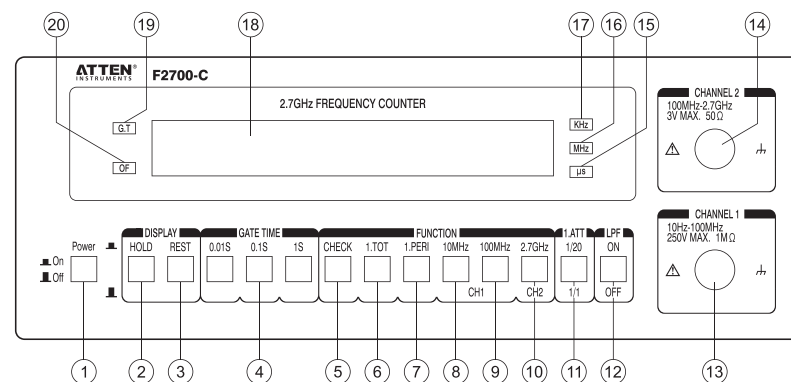 20 19 18 17 16 15 14
ATTEN® F2700-C
INSTRUMENTS
2.7GHz FREQUENCY COUNTER
G.T
OF
KHz
MHz
µs
CHANNEL 2
100MHz-2.7GHz
3V MAX. 50Ω
CHANNEL 1
10Hz-100MHz
250V MAX. 1MΩ
DISPLAY GATE TIME FUNCTION 1.ATT LPF
Power HOLD REST 0.01S 0.1S 1S CHECK 1.TOT 1.PERI 10MHz 100MHz 2.7GHz 1/20 ON
On
Off
CH1 CH2 1/1 OFF
1 2 3 4 5 6 7 8 9 10 11 12 13